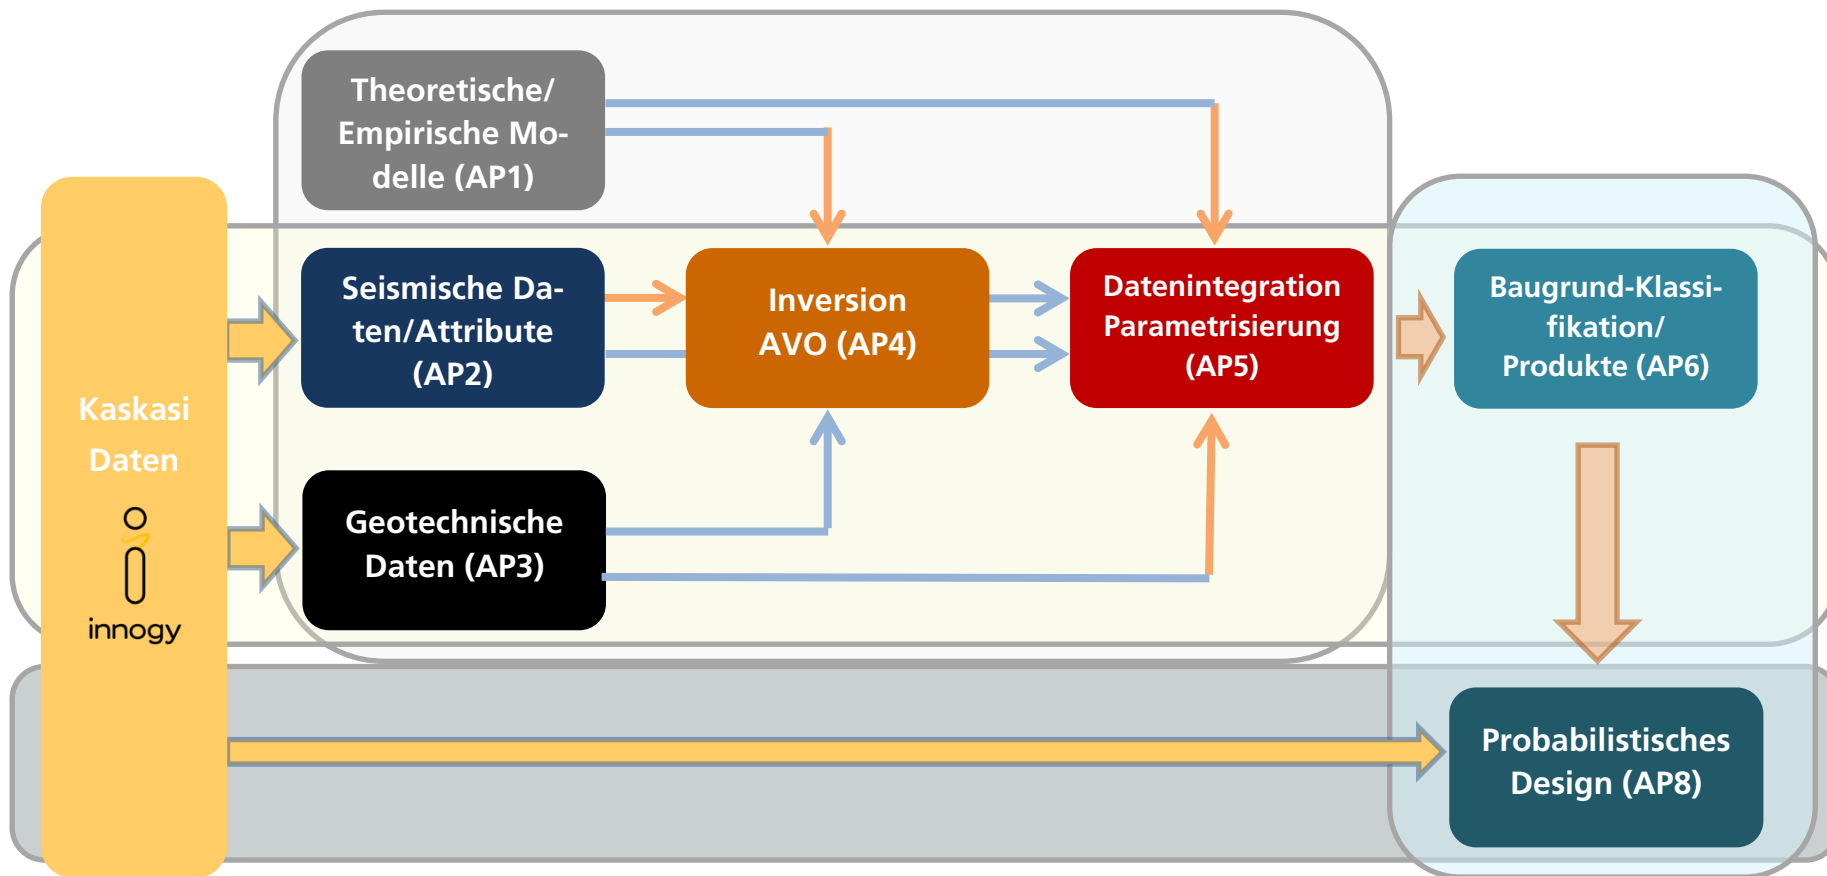 Theoretische/
Empirische Mo-
delle (AP1)
Kaskasi
Daten
innogy
Seismische Da-
ten/Attribute
(AP2)
Inversion
AVO (AP4)
Datenintegration
Parametrisierung
(AP5)
Baugrund-Klassi-
fikation/
Produkte (AP6)
Geotechnische
Daten (AP3)
Probabilistisches
Design (AP8)